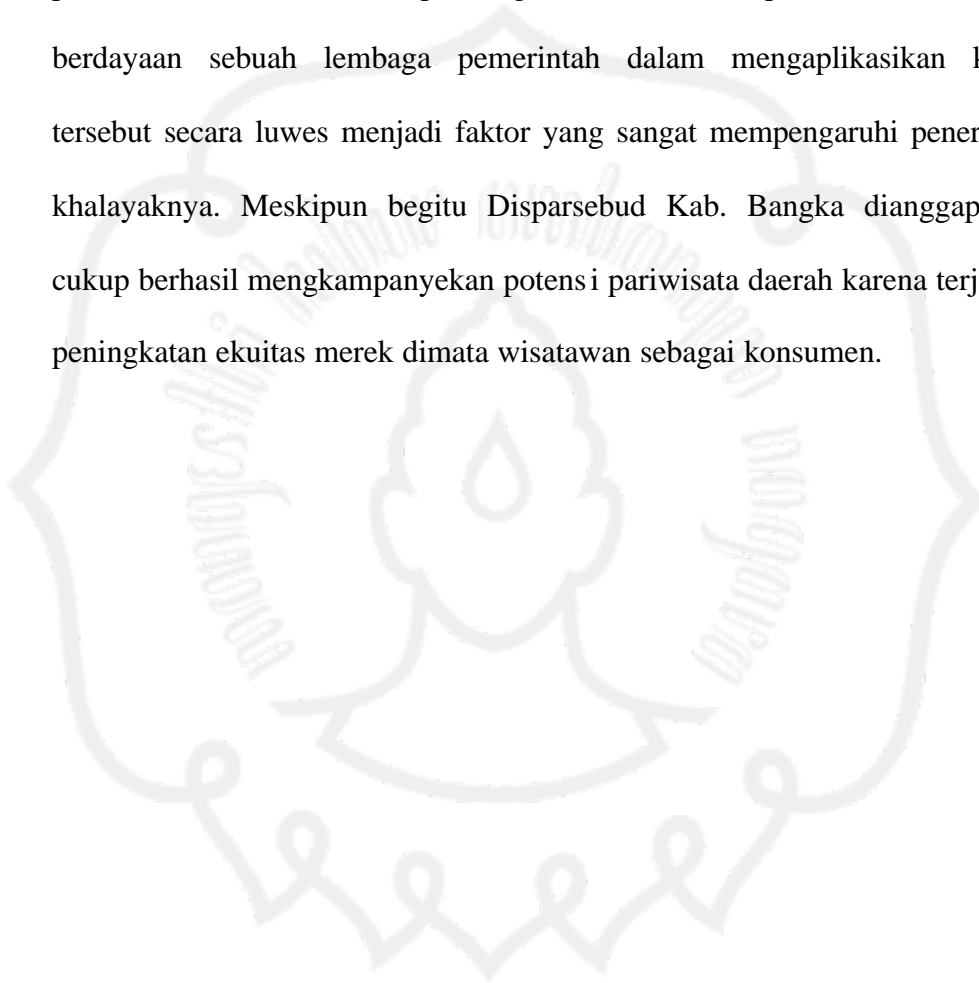 berdayaan sebuah lembaga pemerintah dalam mengaplikasikan
tersebut secara luwes menjadi faktor yang sangat mempengaruhi
khalayaknya. Meskipun begitu Disparsebud Kab. Bangka dianggap
cukup berhasil mengkampanyekan potensi pariwisata daerah karena
peningkatan ekuitas merek dimata wisatawan sebagai konsumen.